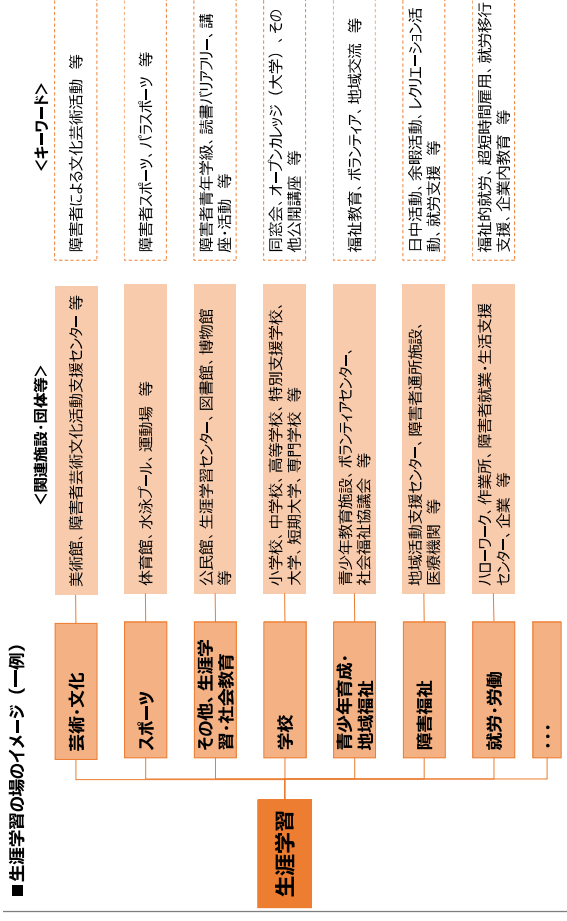 ■生涯学習の場のイメージ（一例）
＜関連施設・団体等＞
＜キーワード＞
生涯学習
芸術・文化
美術館、障害者芸術文化活動支援センター 等
障害者による文化芸術活動 等
スポーツ
体育館、水泳プール、運動場 等
障害者スポーツ、パラスポーツ 等
その他、生涯学
習・社会教育
公民館、生涯学習センター、図書館、博物館
等
障害者青年学級、読書バリアフリー、講
座・活動 等
学校
小学校、中学校、高等学校、特別支援学校、
大学、短期大学、専門学校 等
同窓会、オープンカレッジ（大学）、その
他公開講座 等
青少年育成・
地域福祉
青少年教育施設、ボランティアセンター、
社会福祉協議会 等
福祉教育、ボランティア、地域交流 等
障害福祉
地域活動支援センター、障害者通所施設、
医療機関 等
日中活動、余暇活動、レクリエーション活
動、就労支援 等
就労・労働
ハローワーク、作業所、障害者就業・生活支援
センター、企業 等
福祉的就労、超短時間雇用、就労移行
支援、企業内教育 等
・・・